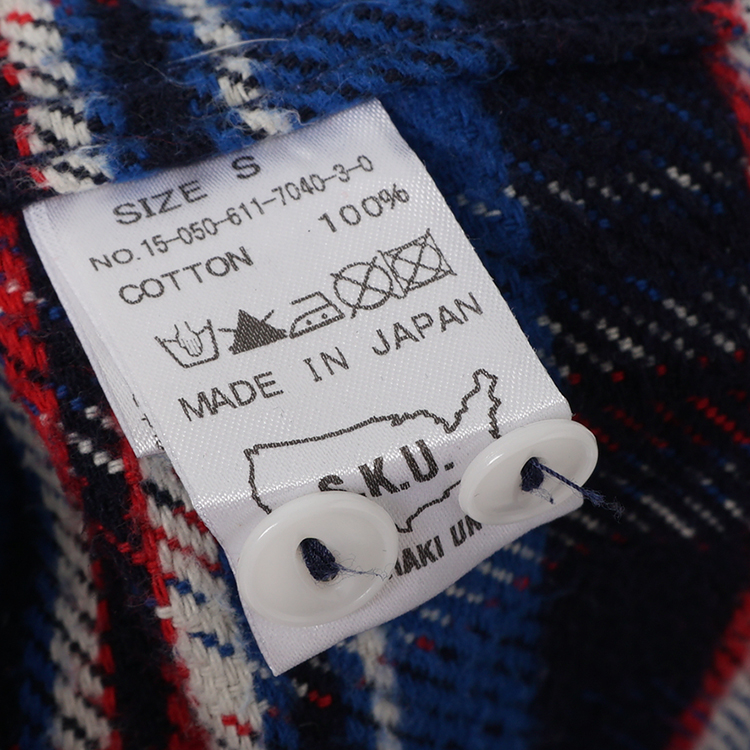 SIZE S
NO.15-050-611-7040-3-0
COTTON 100%
MADE IN JAPAN
S.K.U.